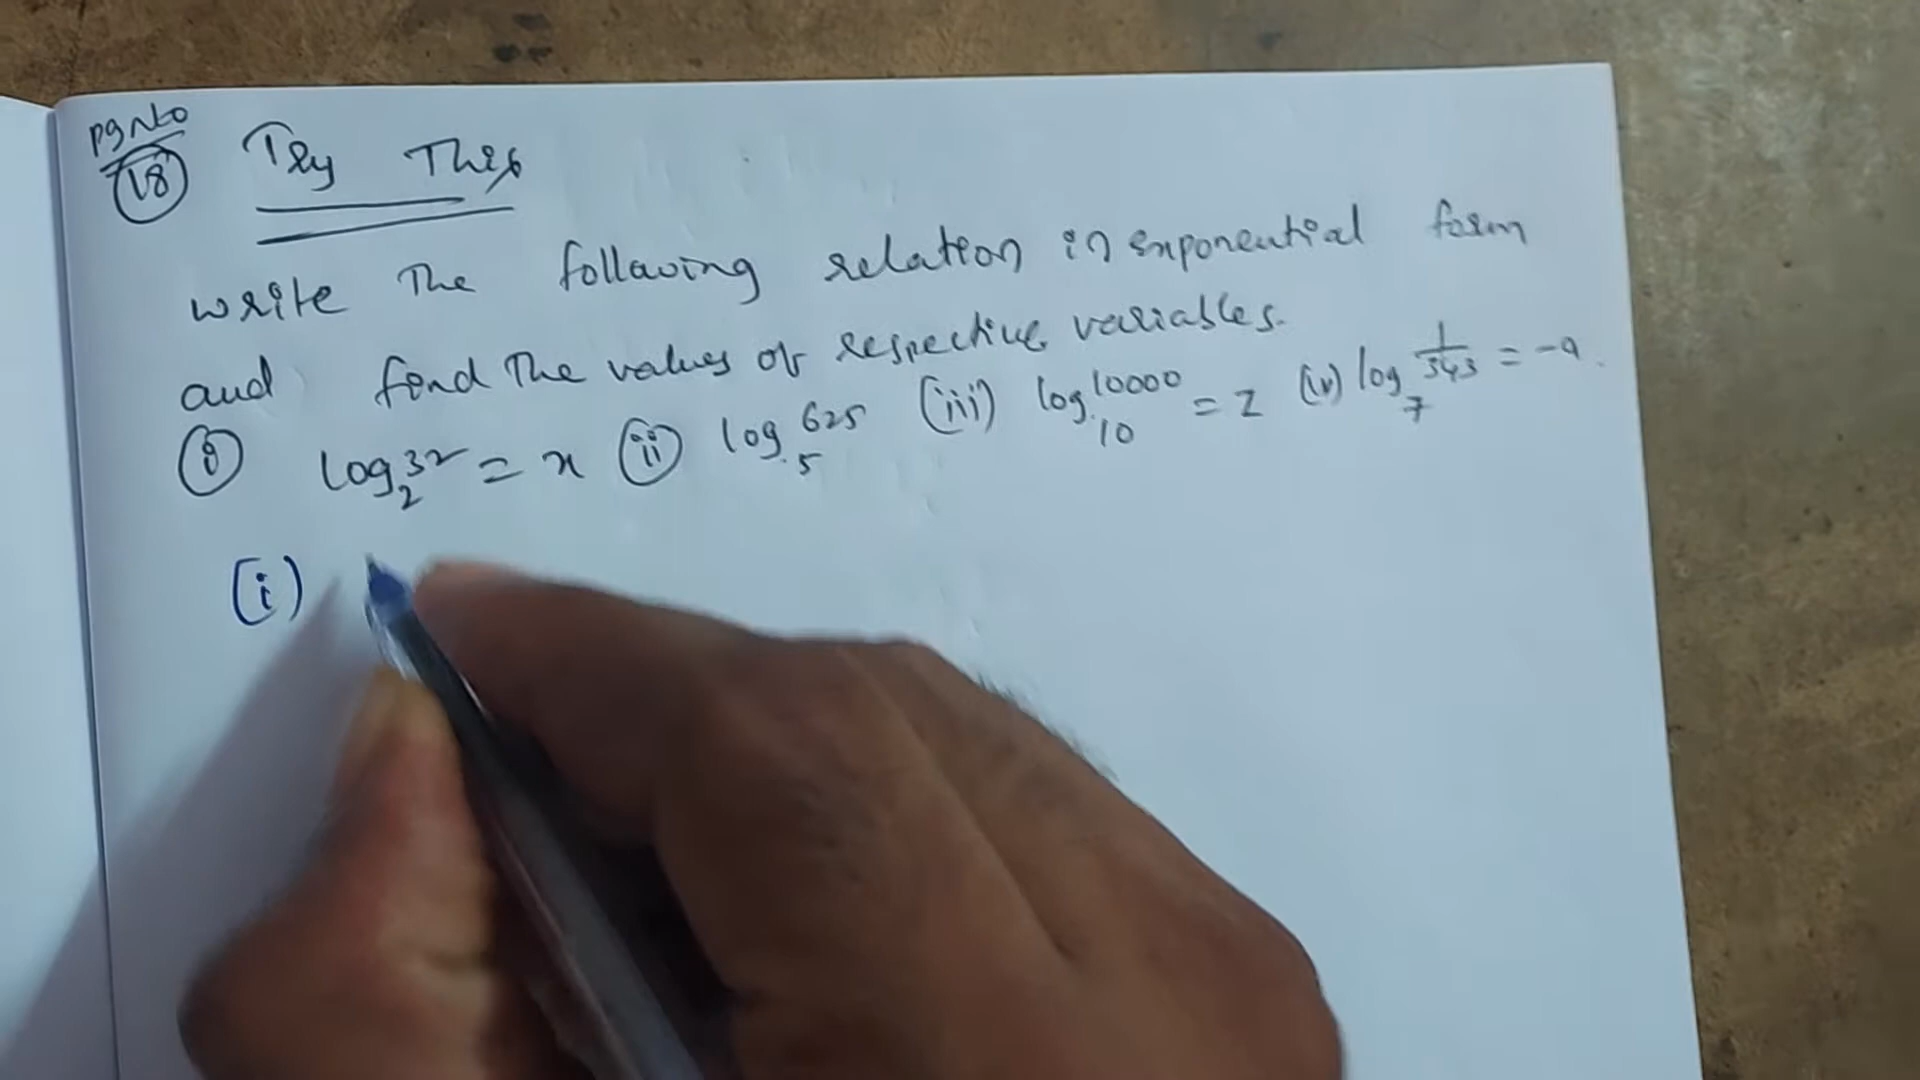 pg no
18
Try This
write The following relation in exponential form
and find The values of respective variables.
(i) log₂32 = x (ii) log₅625 (iii) log₁₀10000 = z (iv) log₇ 1/343 = -a.
(i)